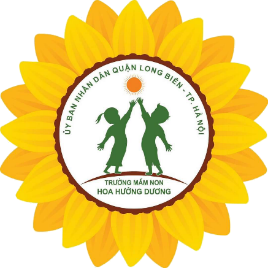 ỦY BAN NHÂN DÂN QUẬN LONG BIÊN - TP. HÀ NỘI
TRƯỜNG MẦM NON
HOA HƯỚNG DƯƠNG